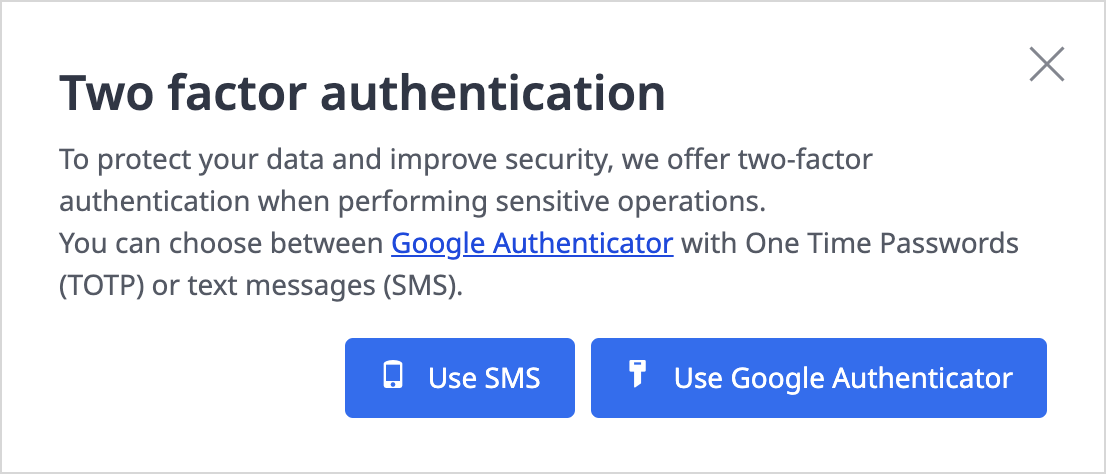 Two factor authentication
To protect your data and improve security, we offer two-factor
authentication when performing sensitive operations.
You can choose between Google Authenticator with One Time Passwords
(TOTP) or text messages (SMS).
Use SMS
Use Google Authenticator